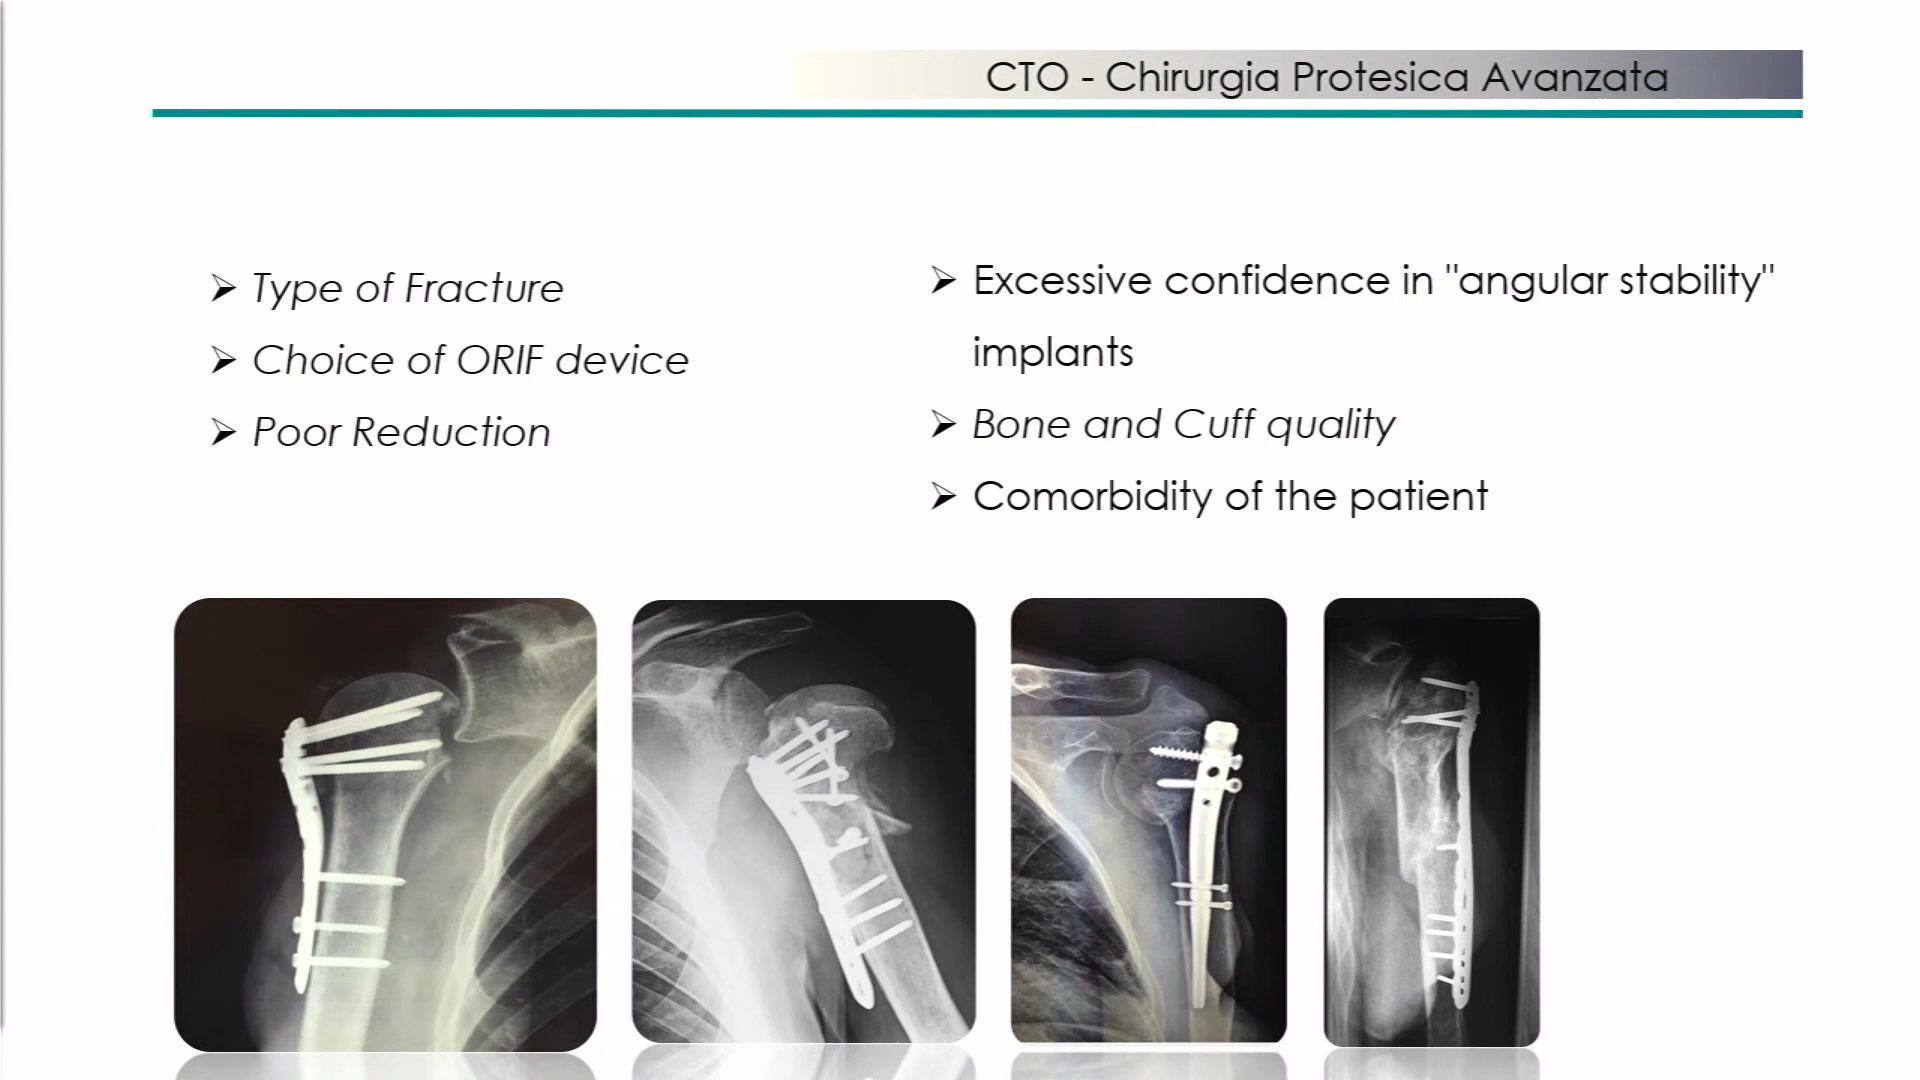 CTO - Chirurgia Protesica Avanzata
Type of Fracture
Choice of ORIF device
Poor Reduction
Excessive confidence in "angular stability"
implants
Bone and Cuff quality
Comorbidity of the patient